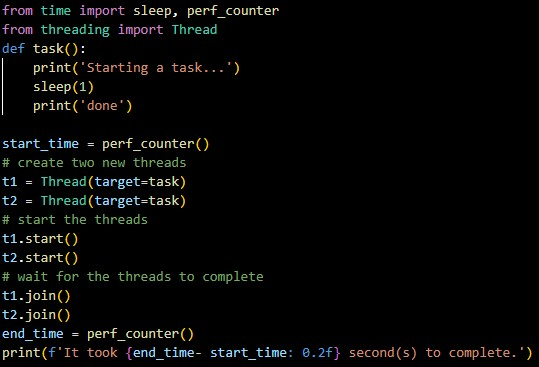 from time import sleep, perf_counter
from threading import Thread
def task():
    print('Starting a task...')
    sleep(1)
    print('done')

start_time = perf_counter()
# create two new threads
t1 = Thread(target=task)
t2 = Thread(target=task)
# start the threads
t1.start()
t2.start()
# wait for the threads to complete
t1.join()
t2.join()
end_time = perf_counter()
print(f'It took {end_time- start_time: 0.2f} second(s) to complete.')